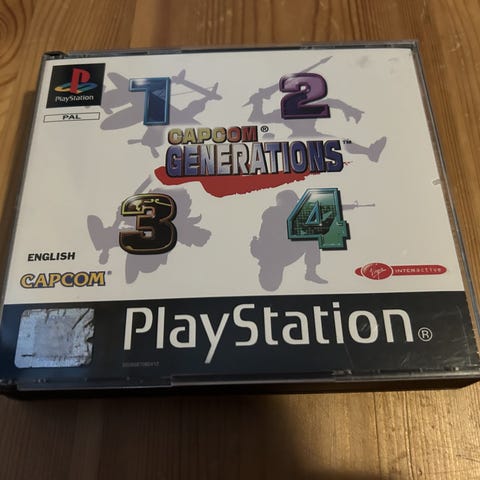 PlayStation
PAL
1
2
CAPCOM®
GENERATIONS™
3
4
ENGLISH
CAPCOM
Virgin INTERACTIVE
PlayStation®